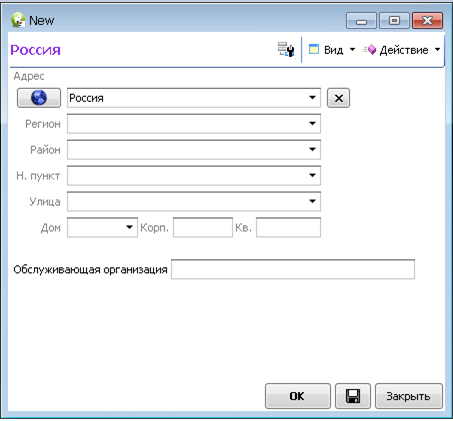 New
Россия Вид Действие
Адрес
Россия
Регион
Район
Н. пункт
Улица
Дом Корп. Кв.
Обслуживающая организация
OK Закрыть